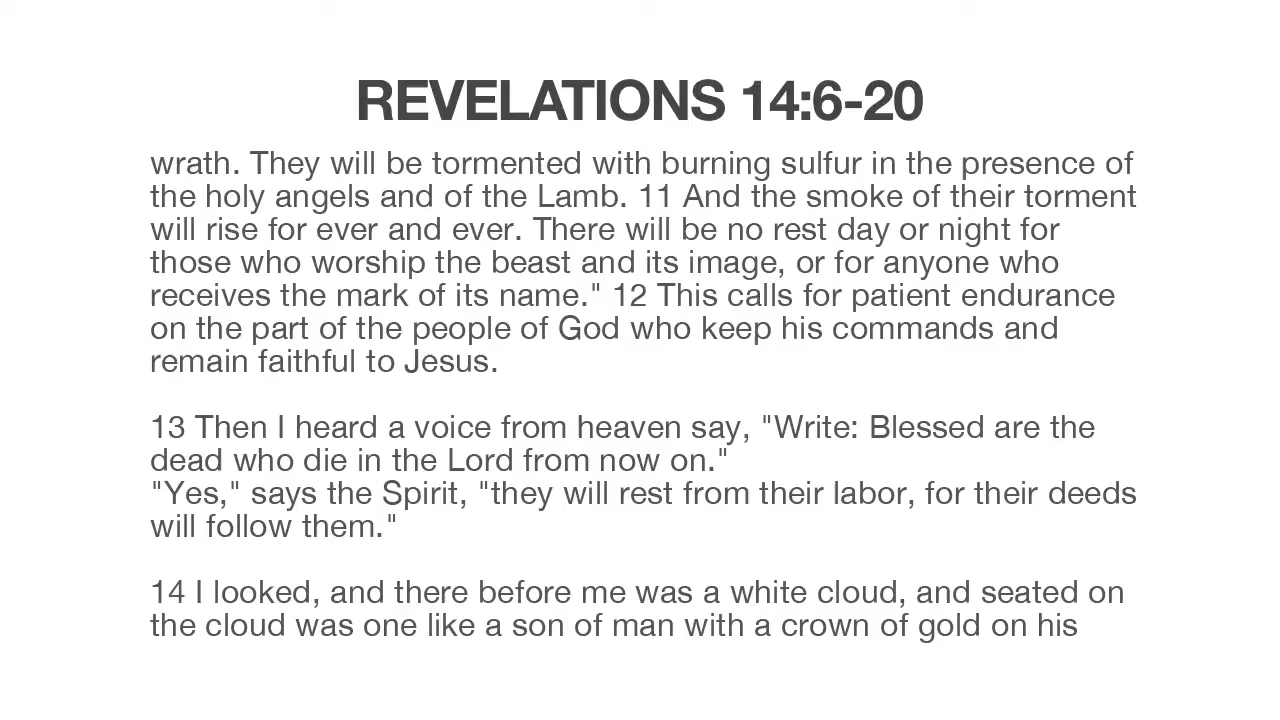 REVELATIONS 14:6-20
wrath. They will be tormented with burning sulfur in the presence of
the holy angels and of the Lamb. 11 And the smoke of their torment
will rise for ever and ever. There will be no rest day or night for
those who worship the beast and its image, or for anyone who
receives the mark of its name." 12 This calls for patient endurance
on the part of the people of God who keep his commands and
remain faithful to Jesus.
13 Then I heard a voice from heaven say, "Write: Blessed are the
dead who die in the Lord from now on."
"Yes," says the Spirit, "they will rest from their labor, for their deeds
will follow them."
14 I looked, and there before me was a white cloud, and seated on
the cloud was one like a son of man with a crown of gold on his